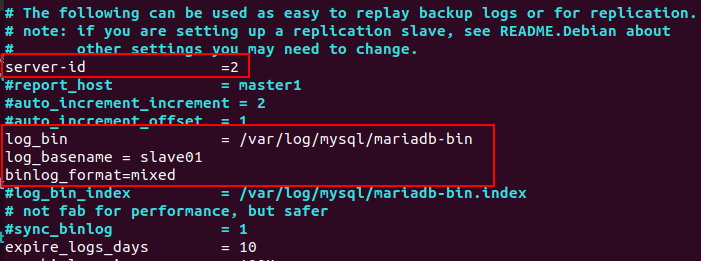 # The following can be used as easy to replay backup logs or for replication.
# note: if you are setting up a replication slave, see README.Debian about
#       other settings you may need to change.
server-id               =2
#report_host            = master1
#auto_increment_increment = 2
#auto_increment_offset  = 1
log_bin                 = /var/log/mysql/mariadb-bin
log_basename = slave01
binlog_format=mixed
#log_bin_index          = /var/log/mysql/mariadb-bin.index
# not fab for performance, but safer
#sync_binlog            = 1
expire_logs_days        = 10